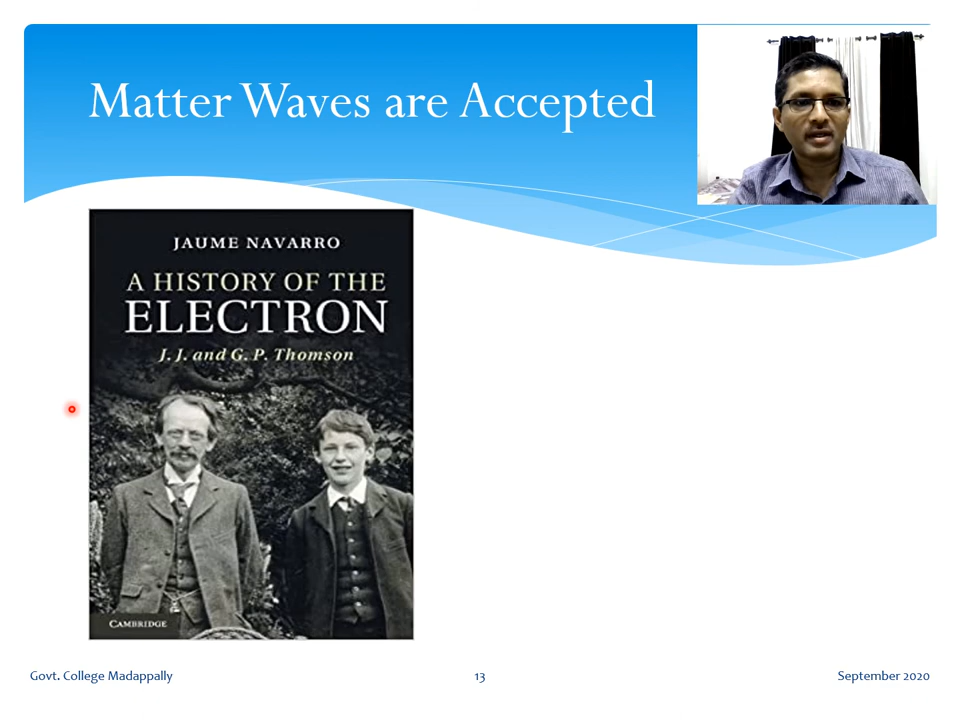 Matter Waves are Accepted
JAUME NAVARRO
A HISTORY OF THE
ELECTRON
J. J. and G. P. Thomson
CAMBRIDGE
Govt. College Madappally
13
September 2020